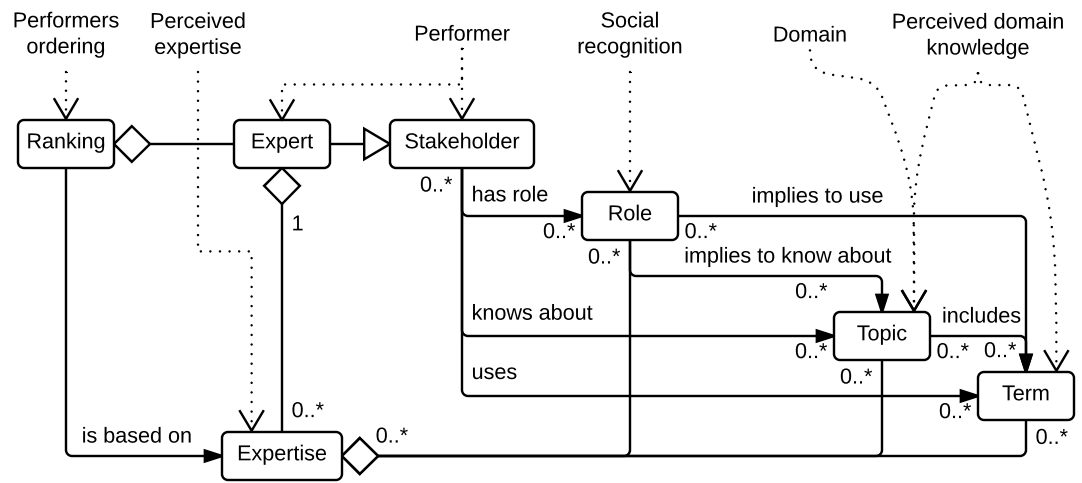 Performers
ordering
Perceived
expertise
Performer
Social
recognition
Domain
Perceived domain
knowledge
Ranking
Expert
Stakeholder
0..*
has role
0..*
Role
0..*
implies to use
1
0..*
implies to know about
0..*
knows about
0..*
Topic
includes
0..*
0..*
0..*
uses
0..*
Term
0..*
0..*
is based on
Expertise
0..*